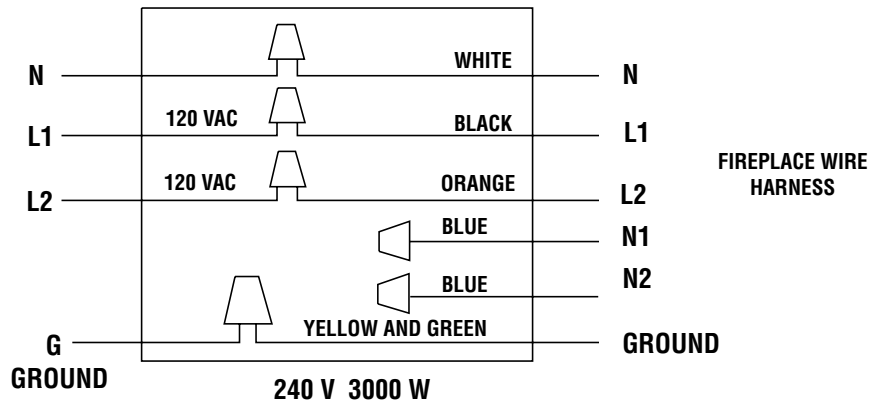 N
WHITE
N
L1
120 VAC
BLACK
L1
L2
120 VAC
ORANGE
L2
FIREPLACE WIRE
HARNESS
BLUE
N1
BLUE
N2
YELLOW AND GREEN
G
GROUND
GROUND
240 V 3000 W